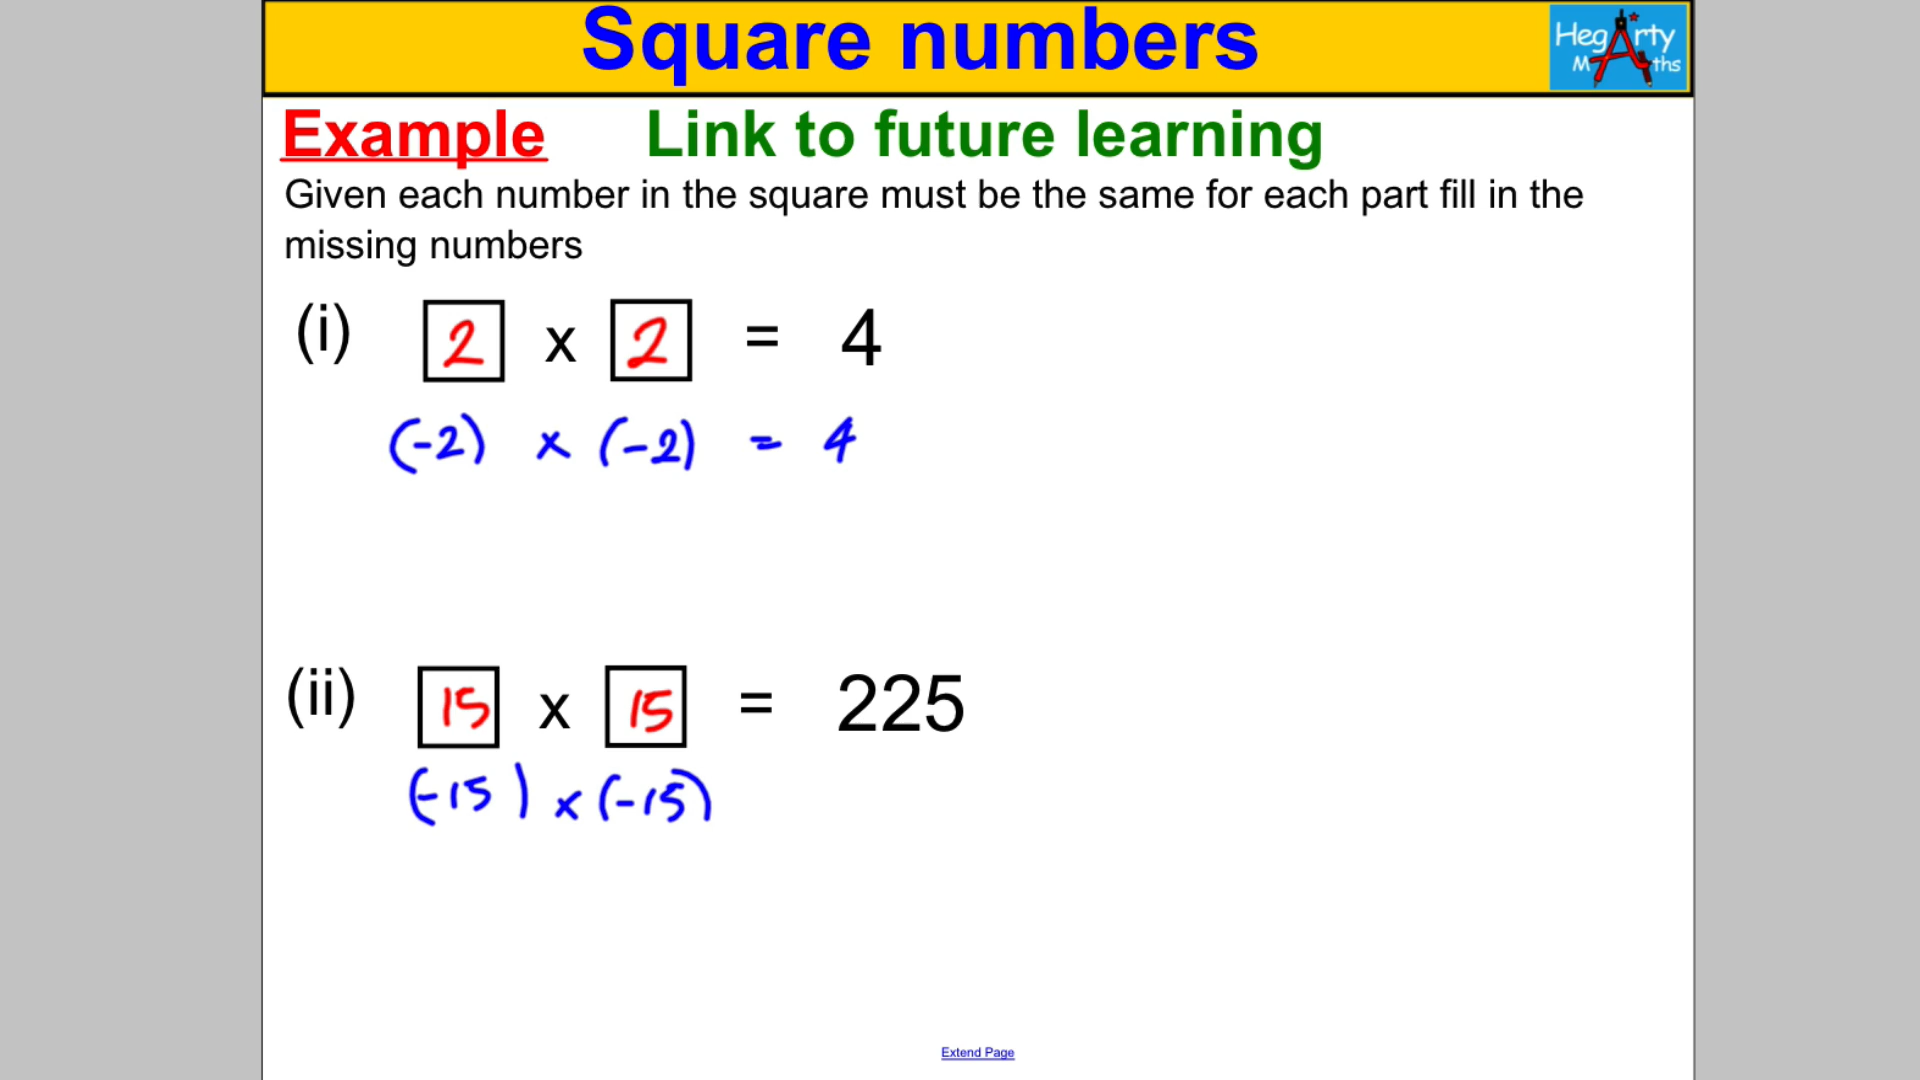 Square numbers
HegArty
Maths
Example Link to future learning
Given each number in the square must be the same for each part fill in the
missing numbers
(i) 2 x 2 = 4
(-2) x (-2) = 4
(ii) 15 x 15 = 225
(-15) x (-15)
Extend Page